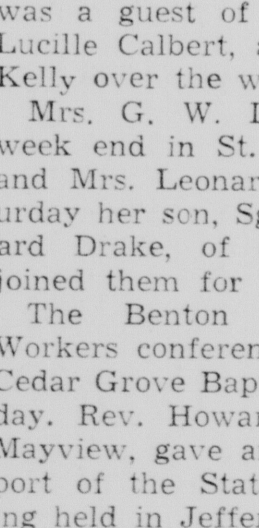 was a guest of
Lucille Calbert,
Kelly over the w
Mrs. G. W.
week end in St.
and Mrs. Leonar
urday her son, Sg
ard Drake, of
joined them for
The Benton
Workers conferen
Cedar Grove Bap
day. Rev. Howar
Mayview, gave a
port of the Stat
ng held in Jeffer